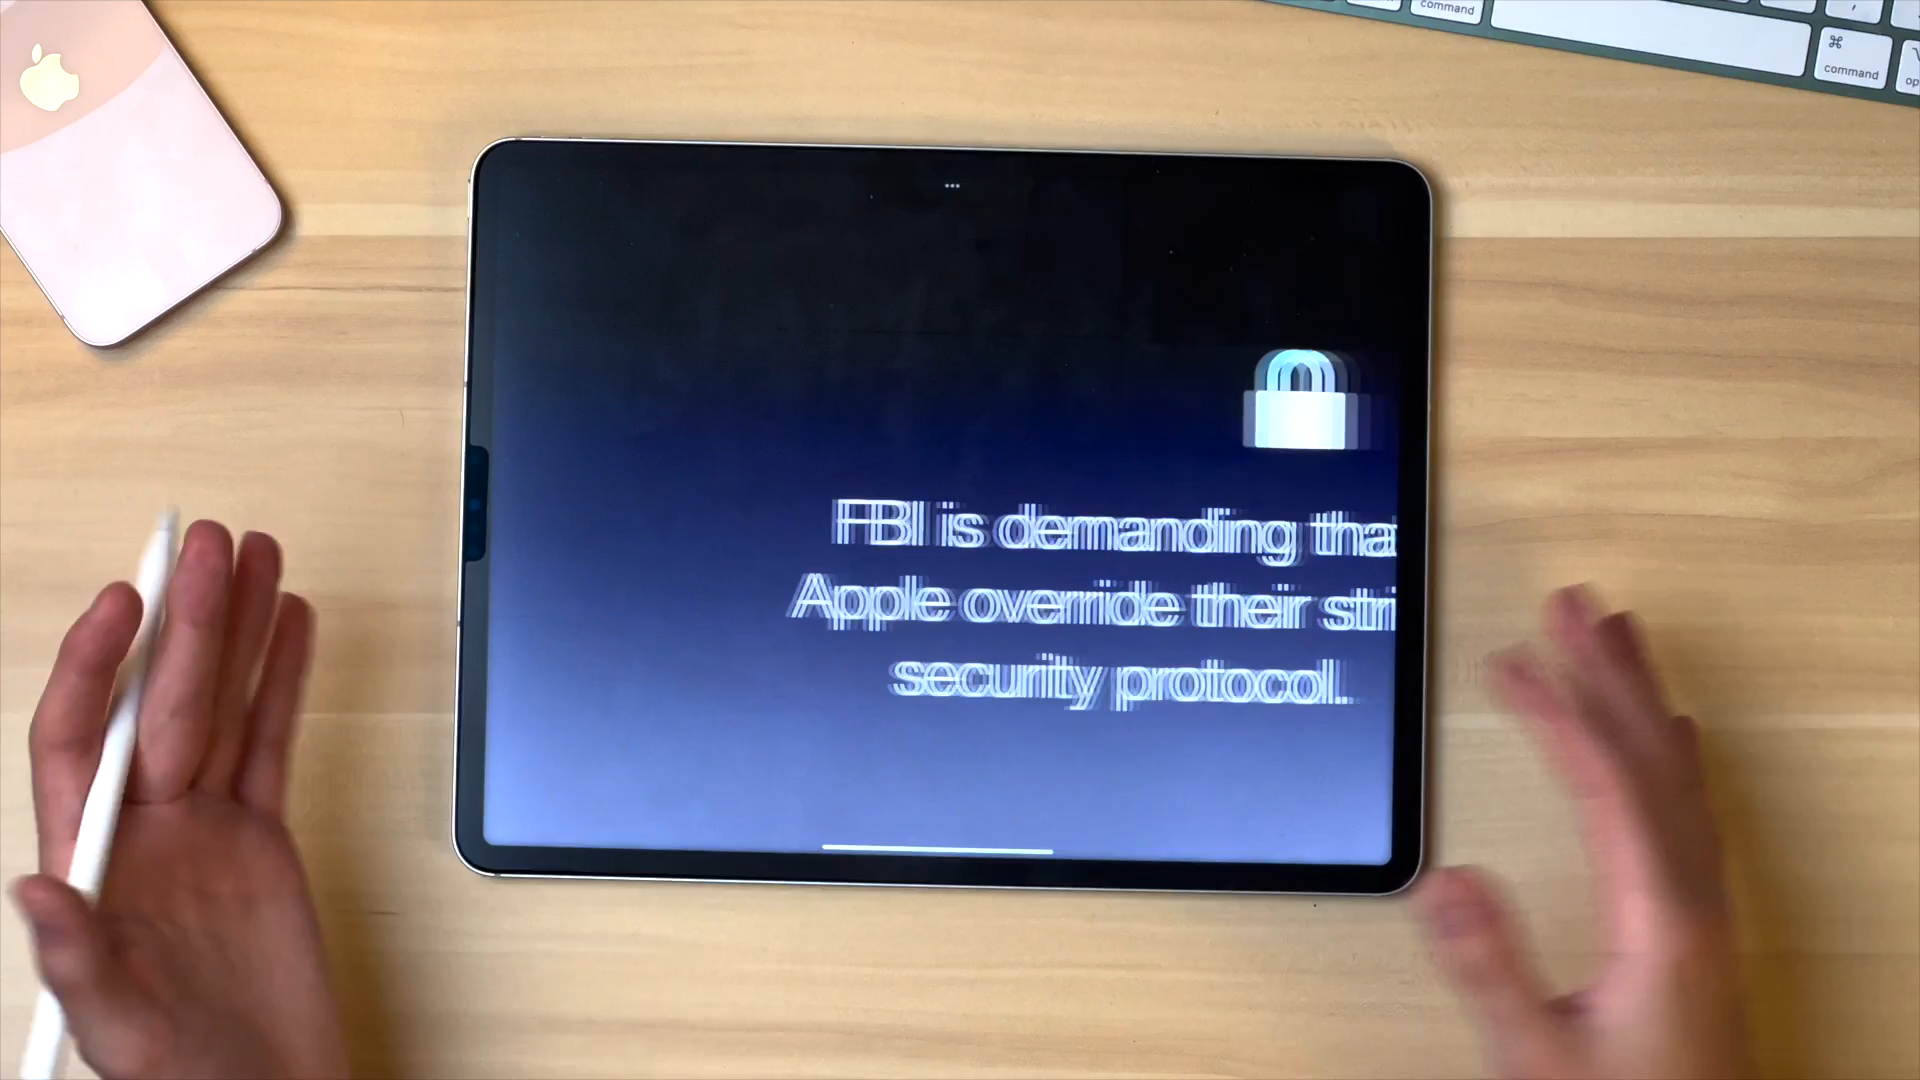 command
⌘
command
FBI is demanding tha
Apple override their stri
security protocol.